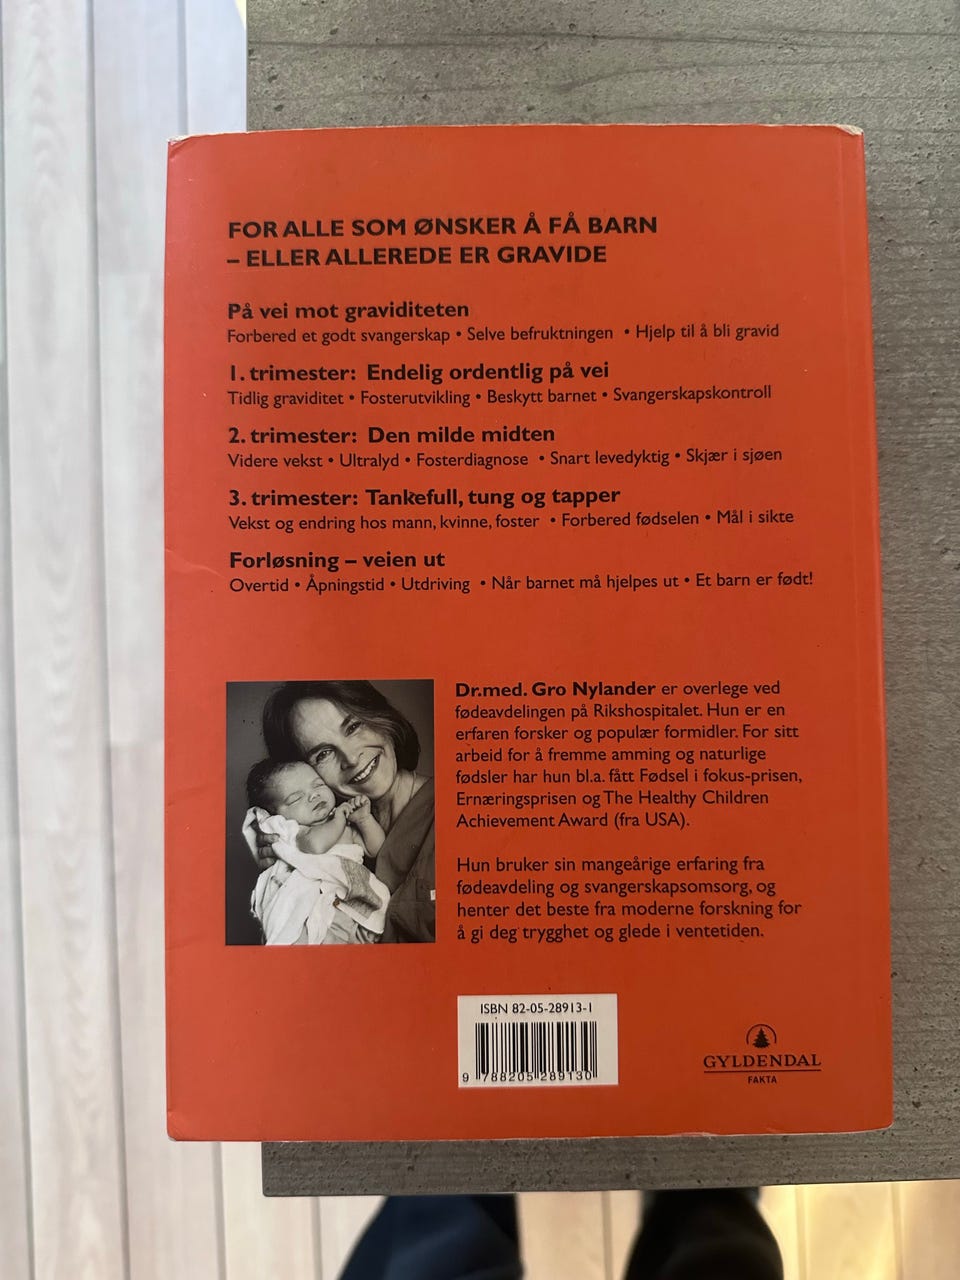 FOR ALLE SOM ØNSKER Å FÅ BARN
– ELLER ALLEREDE ER GRAVIDE
På vei mot graviditeten
Forbered et godt svangerskap • Selve befruktningen • Hjelp til å bli gravid
1. trimester: Endelig ordentlig på vei
Tidlig graviditet • Fosterutvikling • Beskytt barnet • Svangerskapskontroll
2. trimester: Den milde midten
Videre vekst • Ultralyd • Fosterdiagnose • Snart levedyktig • Skjær i sjøen
3. trimester: Tankefull, tung og tapper
Vekst og endring hos mann, kvinne, foster • Forbered fødselen • Mål i sikte
Forløsning – veien ut
Overtid • Åpningstid • Utdriving • Når barnet må hjelpes ut • Et barn er født!
Dr.med. Gro Nylander er overlege ved
fødeavdelingen på Rikshospitalet. Hun er en
erfaren forsker og populær formidler. For sitt
arbeid for å fremme amming og naturlige
fødsler har hun bl.a. fått Fødsel i fokus-prisen,
Ernæringsprisen og The Healthy Children
Achievement Award (fra USA).
Hun bruker sin mangeårige erfaring fra
fødeavdeling og svangerskapsomsorg, og
henter det beste fra moderne forskning for
å gi deg trygghet og glede i ventetiden.
ISBN 82-05-28913-1
9 788205 289130
GYLDENDAL
FAKTA